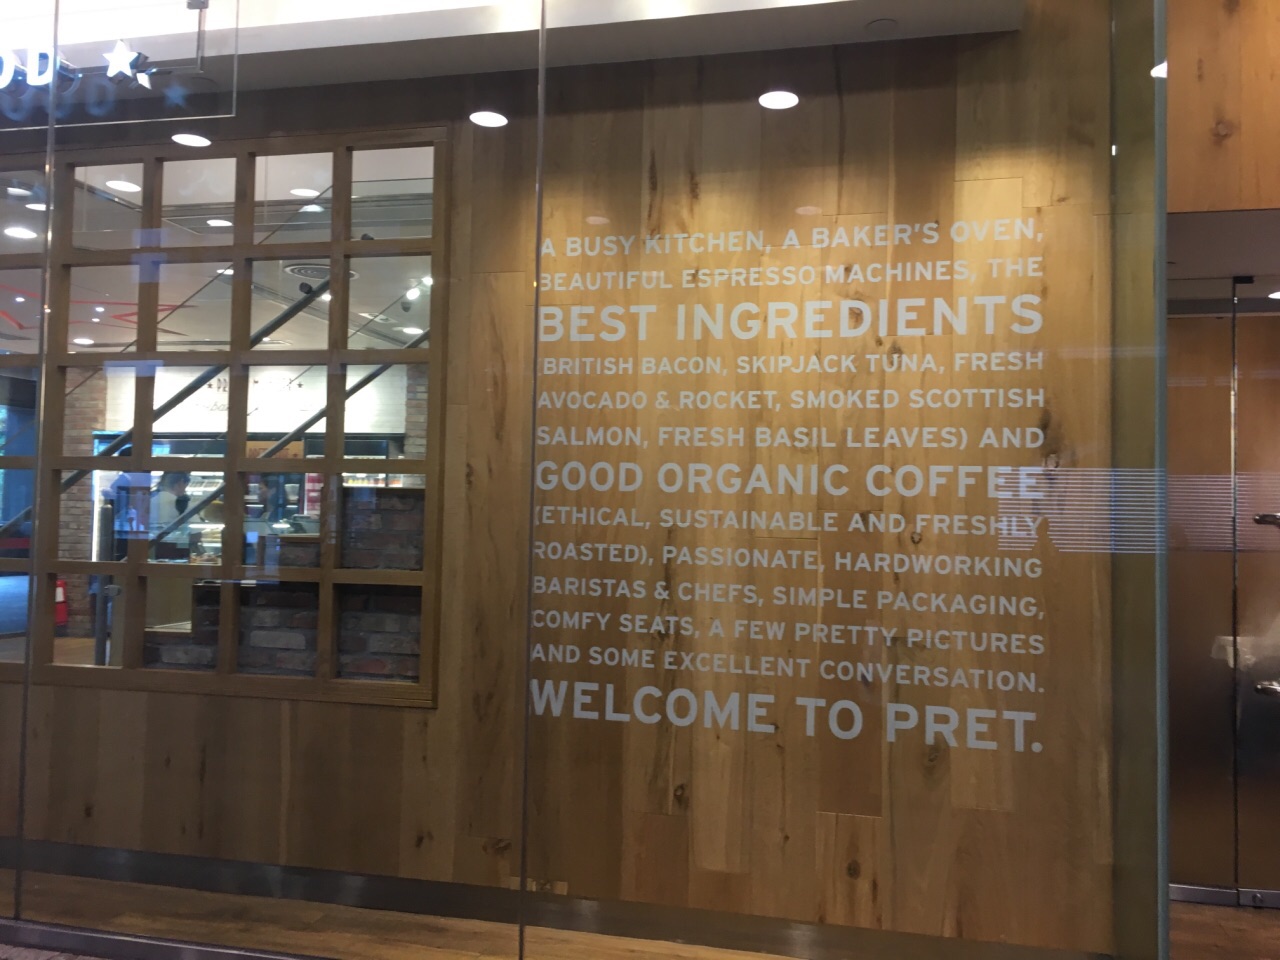 A BUSY KITCHEN, A BAKER'S OVEN,
BEAUTIFUL ESPRESSO MACHINES, THE
BEST INGREDIENTS
(BRITISH BACON, SKIPJACK TUNA, FRESH
AVOCADO & ROCKET, SMOKED SCOTTISH
SALMON, FRESH BASIL LEAVES) AND
GOOD ORGANIC COFFEE
(ETHICAL, SUSTAINABLE AND FRESHLY
ROASTED), PASSIONATE, HARDWORKING
BARISTAS & CHEFS, SIMPLE PACKAGING,
COMFY SEATS, A FEW PRETTY PICTURES
AND SOME EXCELLENT CONVERSATION.
WELCOME TO PRET.